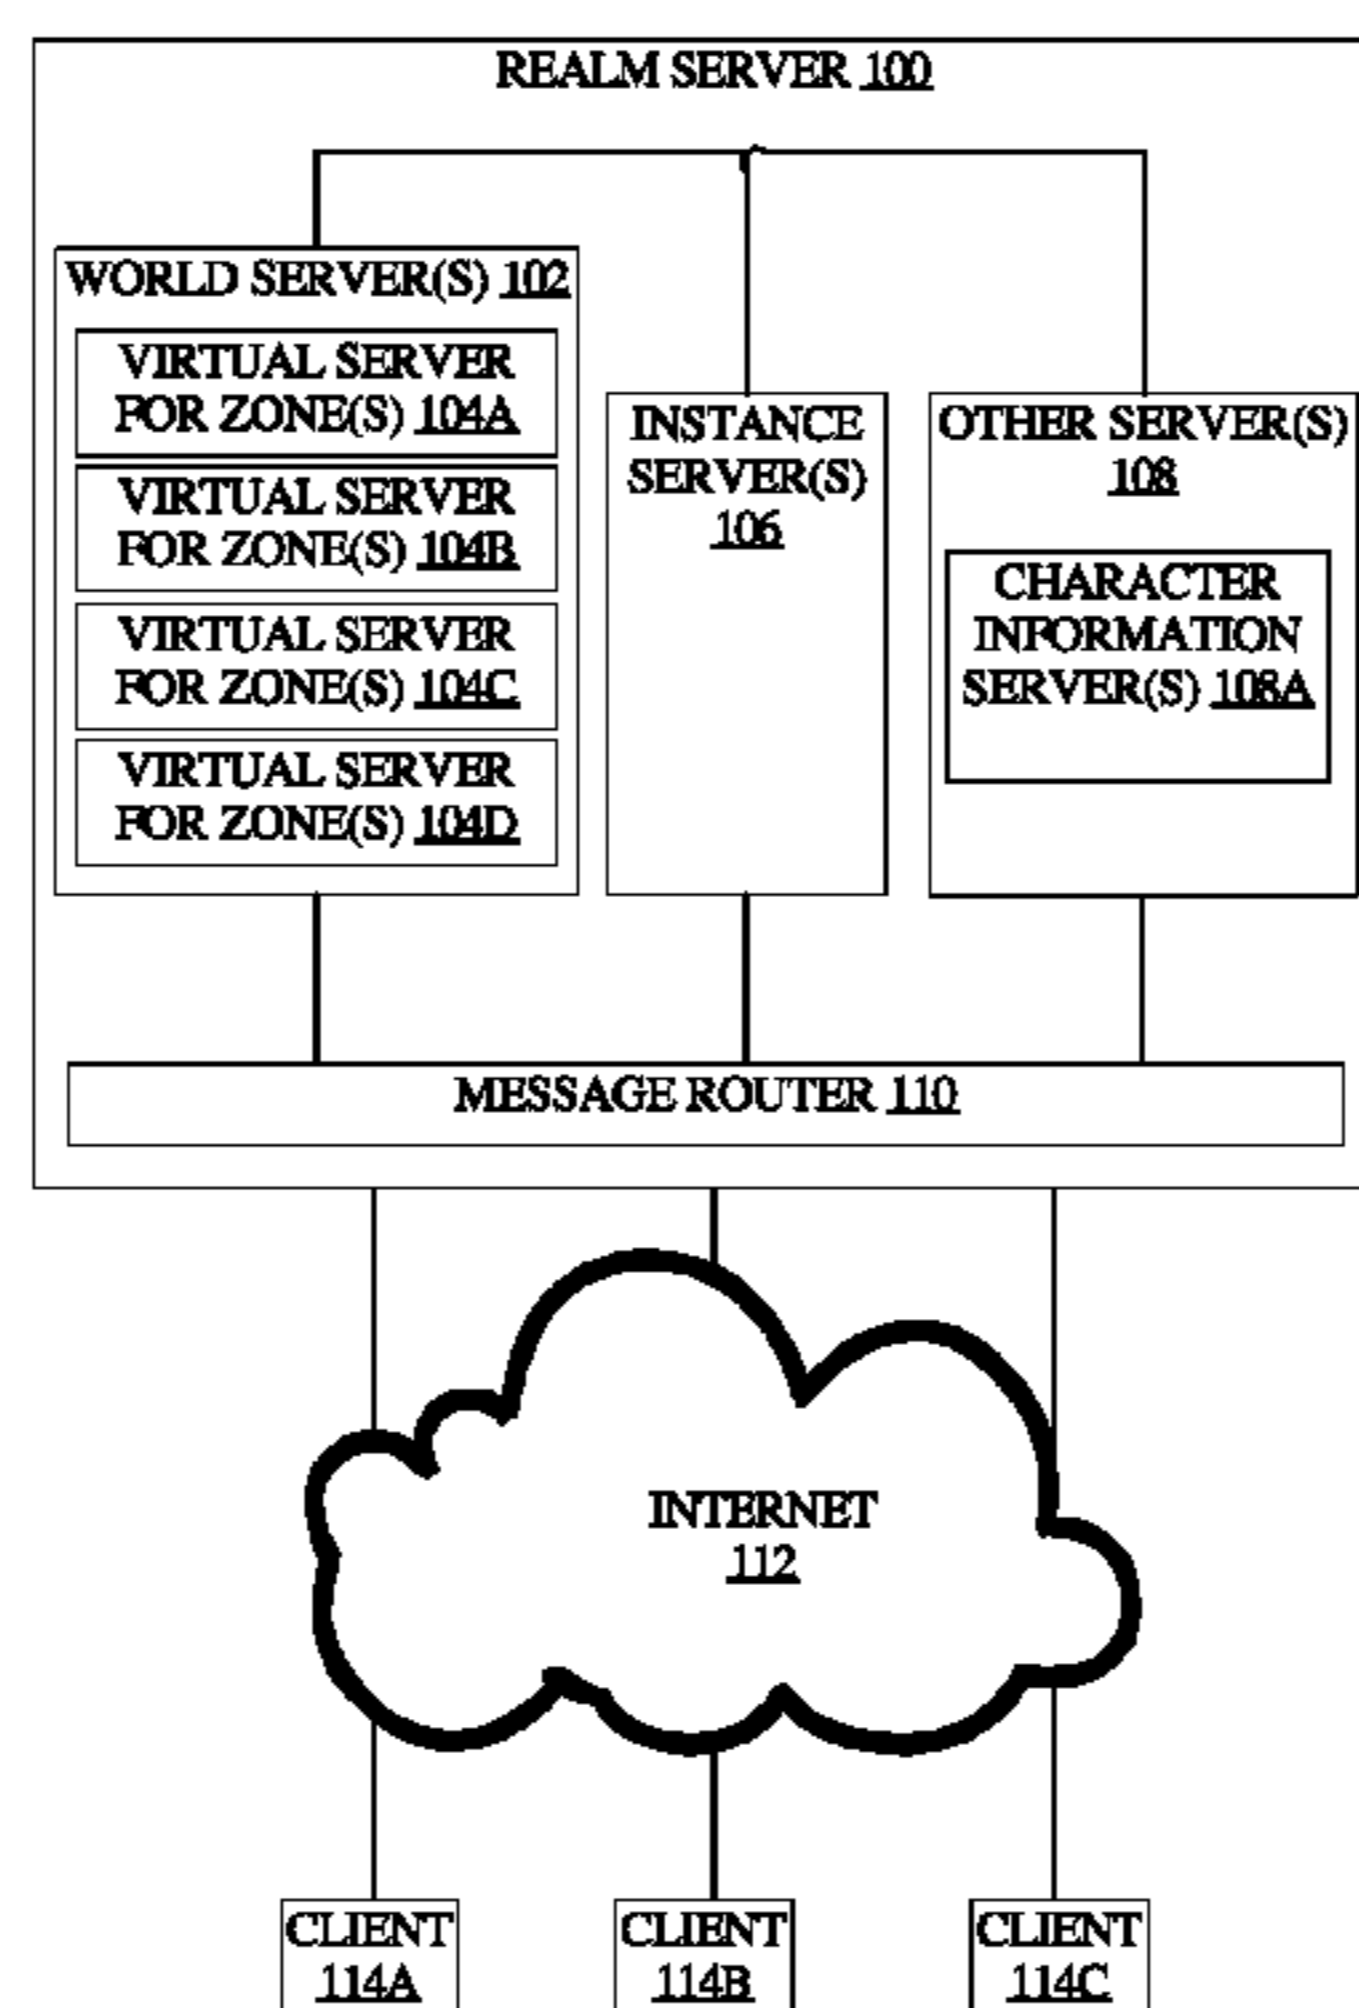 REALM SERVER 100
WORLD SERVER(S) 102
VIRTUAL SERVER
FOR ZONE(S) 104A
VIRTUAL SERVER
FOR ZONE(S) 104B
VIRTUAL SERVER
FOR ZONE(S) 104C
VIRTUAL SERVER
FOR ZONE(S) 104D
INSTANCE
SERVER(S)
106
OTHER SERVER(S)
108
CHARACTER
INFORMATION
SERVER(S) 108A
MESSAGE ROUTER 110
INTERNET
112
CLIENT
114A
CLIENT
114B
CLIENT
114C